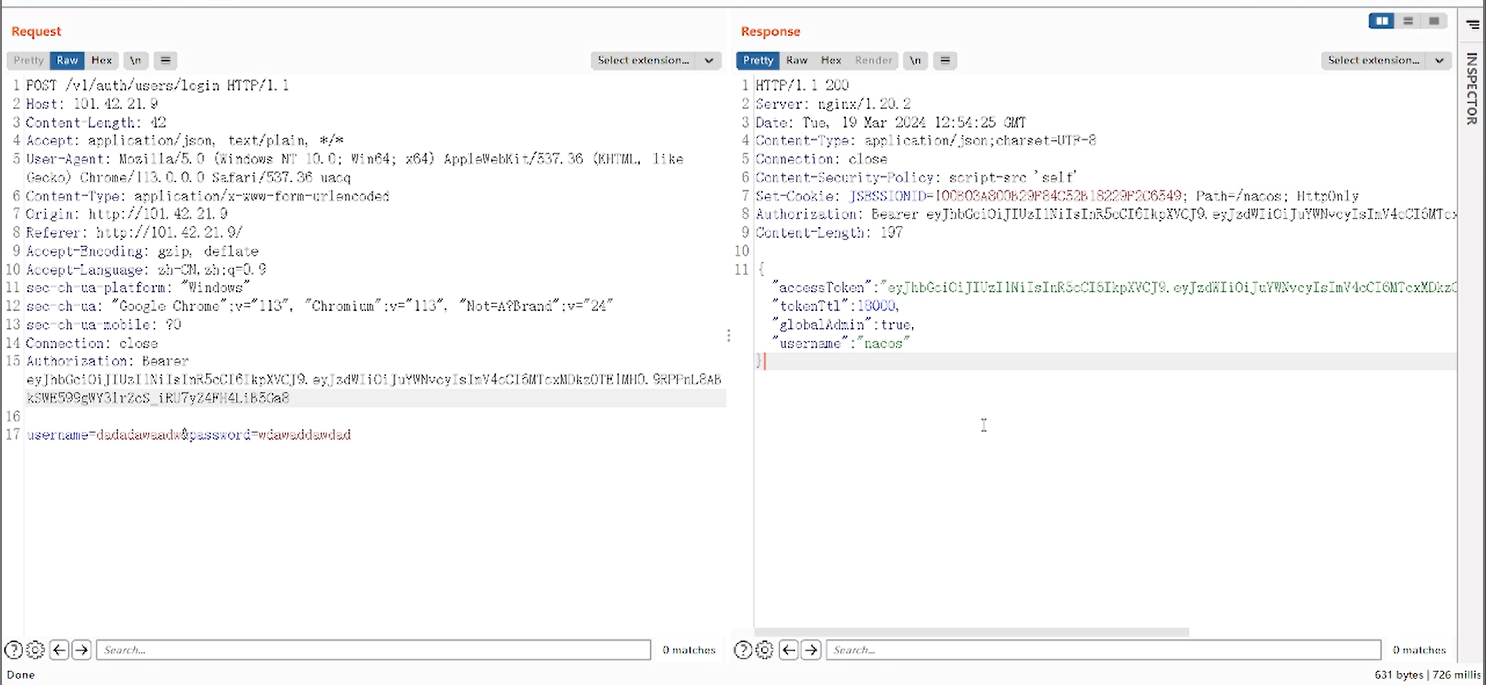 Request
Pretty Raw Hex \n
Select extension...
1 POST /v1/auth/users/login HTTP/1.1
2 Host: 101.42.21.9
3 Content-Length: 42
4 Accept: application/json, text/plain, */*
5 User-Agent: Mozilla/5.0 (Windows NT 10.0; Win64; x64) AppleWebKit/537.36 (KHTML, like
Gecko) Chrome/113.0.0.0 Safari/537.36 uacq
6 Content-Type: application/x-www-form-urlencoded
7 Origin: http://101.42.21.9
8 Referer: http://101.42.21.9/
9 Accept-Encoding: gzip, deflate
10 Accept-Language: zh-CN,zh;q=0.9
11 sec-ch-ua-platform: "Windows"
12 sec-ch-ua: "Google Chrome";v="113", "Chromium";v="113", "Not=A?Brand";v="24"
13 sec-ch-ua-mobile: ?0
14 Connection: close
15 Authorization: Bearer
16
17 username=dadadawaadw&password=wdawaddawdad
Search...
0 matches
Done
Response
Pretty Raw Hex Render \n
Select extension...
1 HTTP/1.1 200
2 Server: nginx/1.20.2
3 Date: Tue, 19 Mar 2024 12:54:25 GMT
4 Content-Type: application/json;charset=UTF-8
5 Connection: close
6 Content-Security-Policy: script-src 'self'
7 Set-Cookie: Path=/nacos; HttpOnly
8 Authorization: Bearer
9 Content-Length: 197
10
11 {
"accessToken":
"tokenTtl":18000,
"globalAdmin":true,
"username":"nacos"
}
Search...
0 matches
631 bytes | 726 millis
INSPECTOR